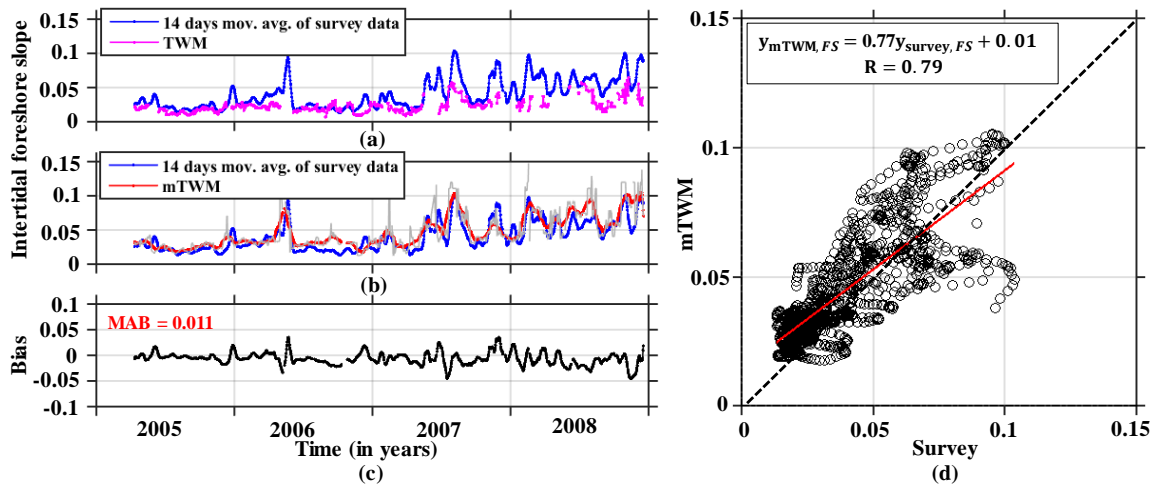 Intertidal foreshore slope
0.15
0.1
0.05
0
14 days mov. avg. of survey data
TWM
(a)
0.15
0.1
0.05
0
14 days mov. avg. of survey data
mTWM
(b)
Bias
0.1
0.05
0
-0.05
-0.1
MAB = 0.011
2005
2006
2007
2008
Time (in years)
(c)
mTWM
0.15
0.1
0.05
0
y_mTWM, FS = 0.77y_survey, FS + 0.01
R = 0.79
0
0.05
0.1
0.15
Survey
(d)